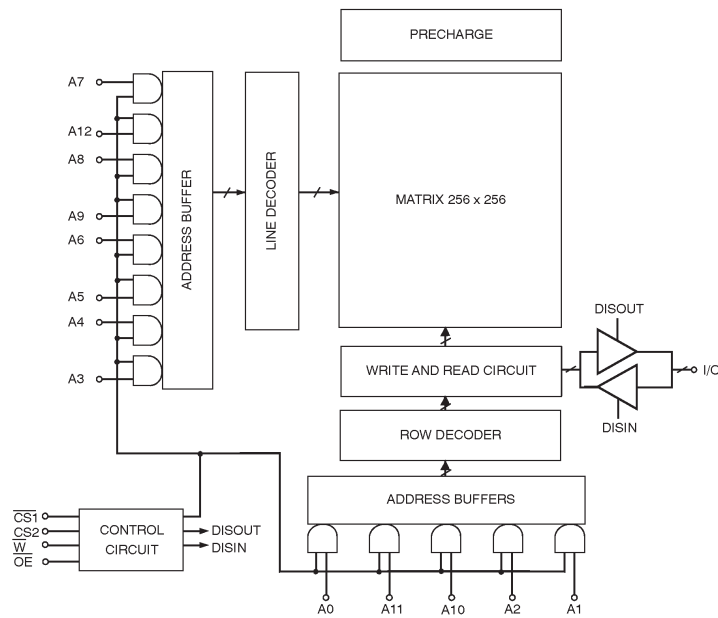 PRECHARGE
A7
A12
A8
A9
A6
A5
A4
A3
ADDRESS BUFFER
LINE DECODER
MATRIX 256 x 256
DISOUT
WRITE AND READ CIRCUIT
I/O
DISIN
ROW DECODER
ADDRESS BUFFERS
CS1
CS2
W
OE
CONTROL
CIRCUIT
DISOUT
DISIN
A0
A11
A10
A2
A1